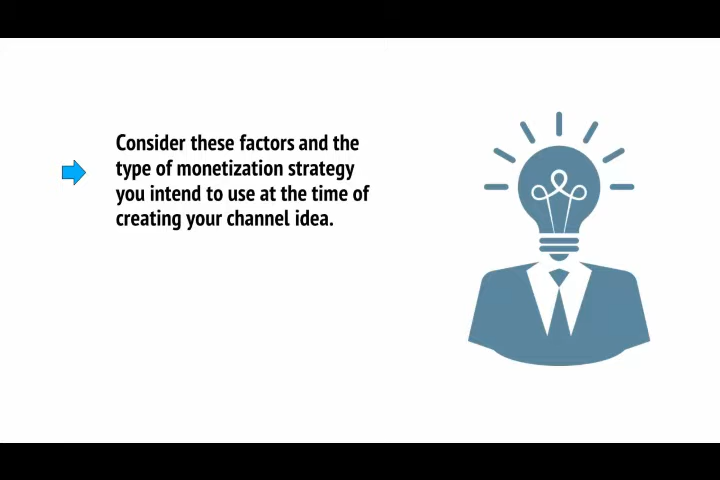 Consider these factors and the
type of monetization strategy
you intend to use at the time of
creating your channel idea.